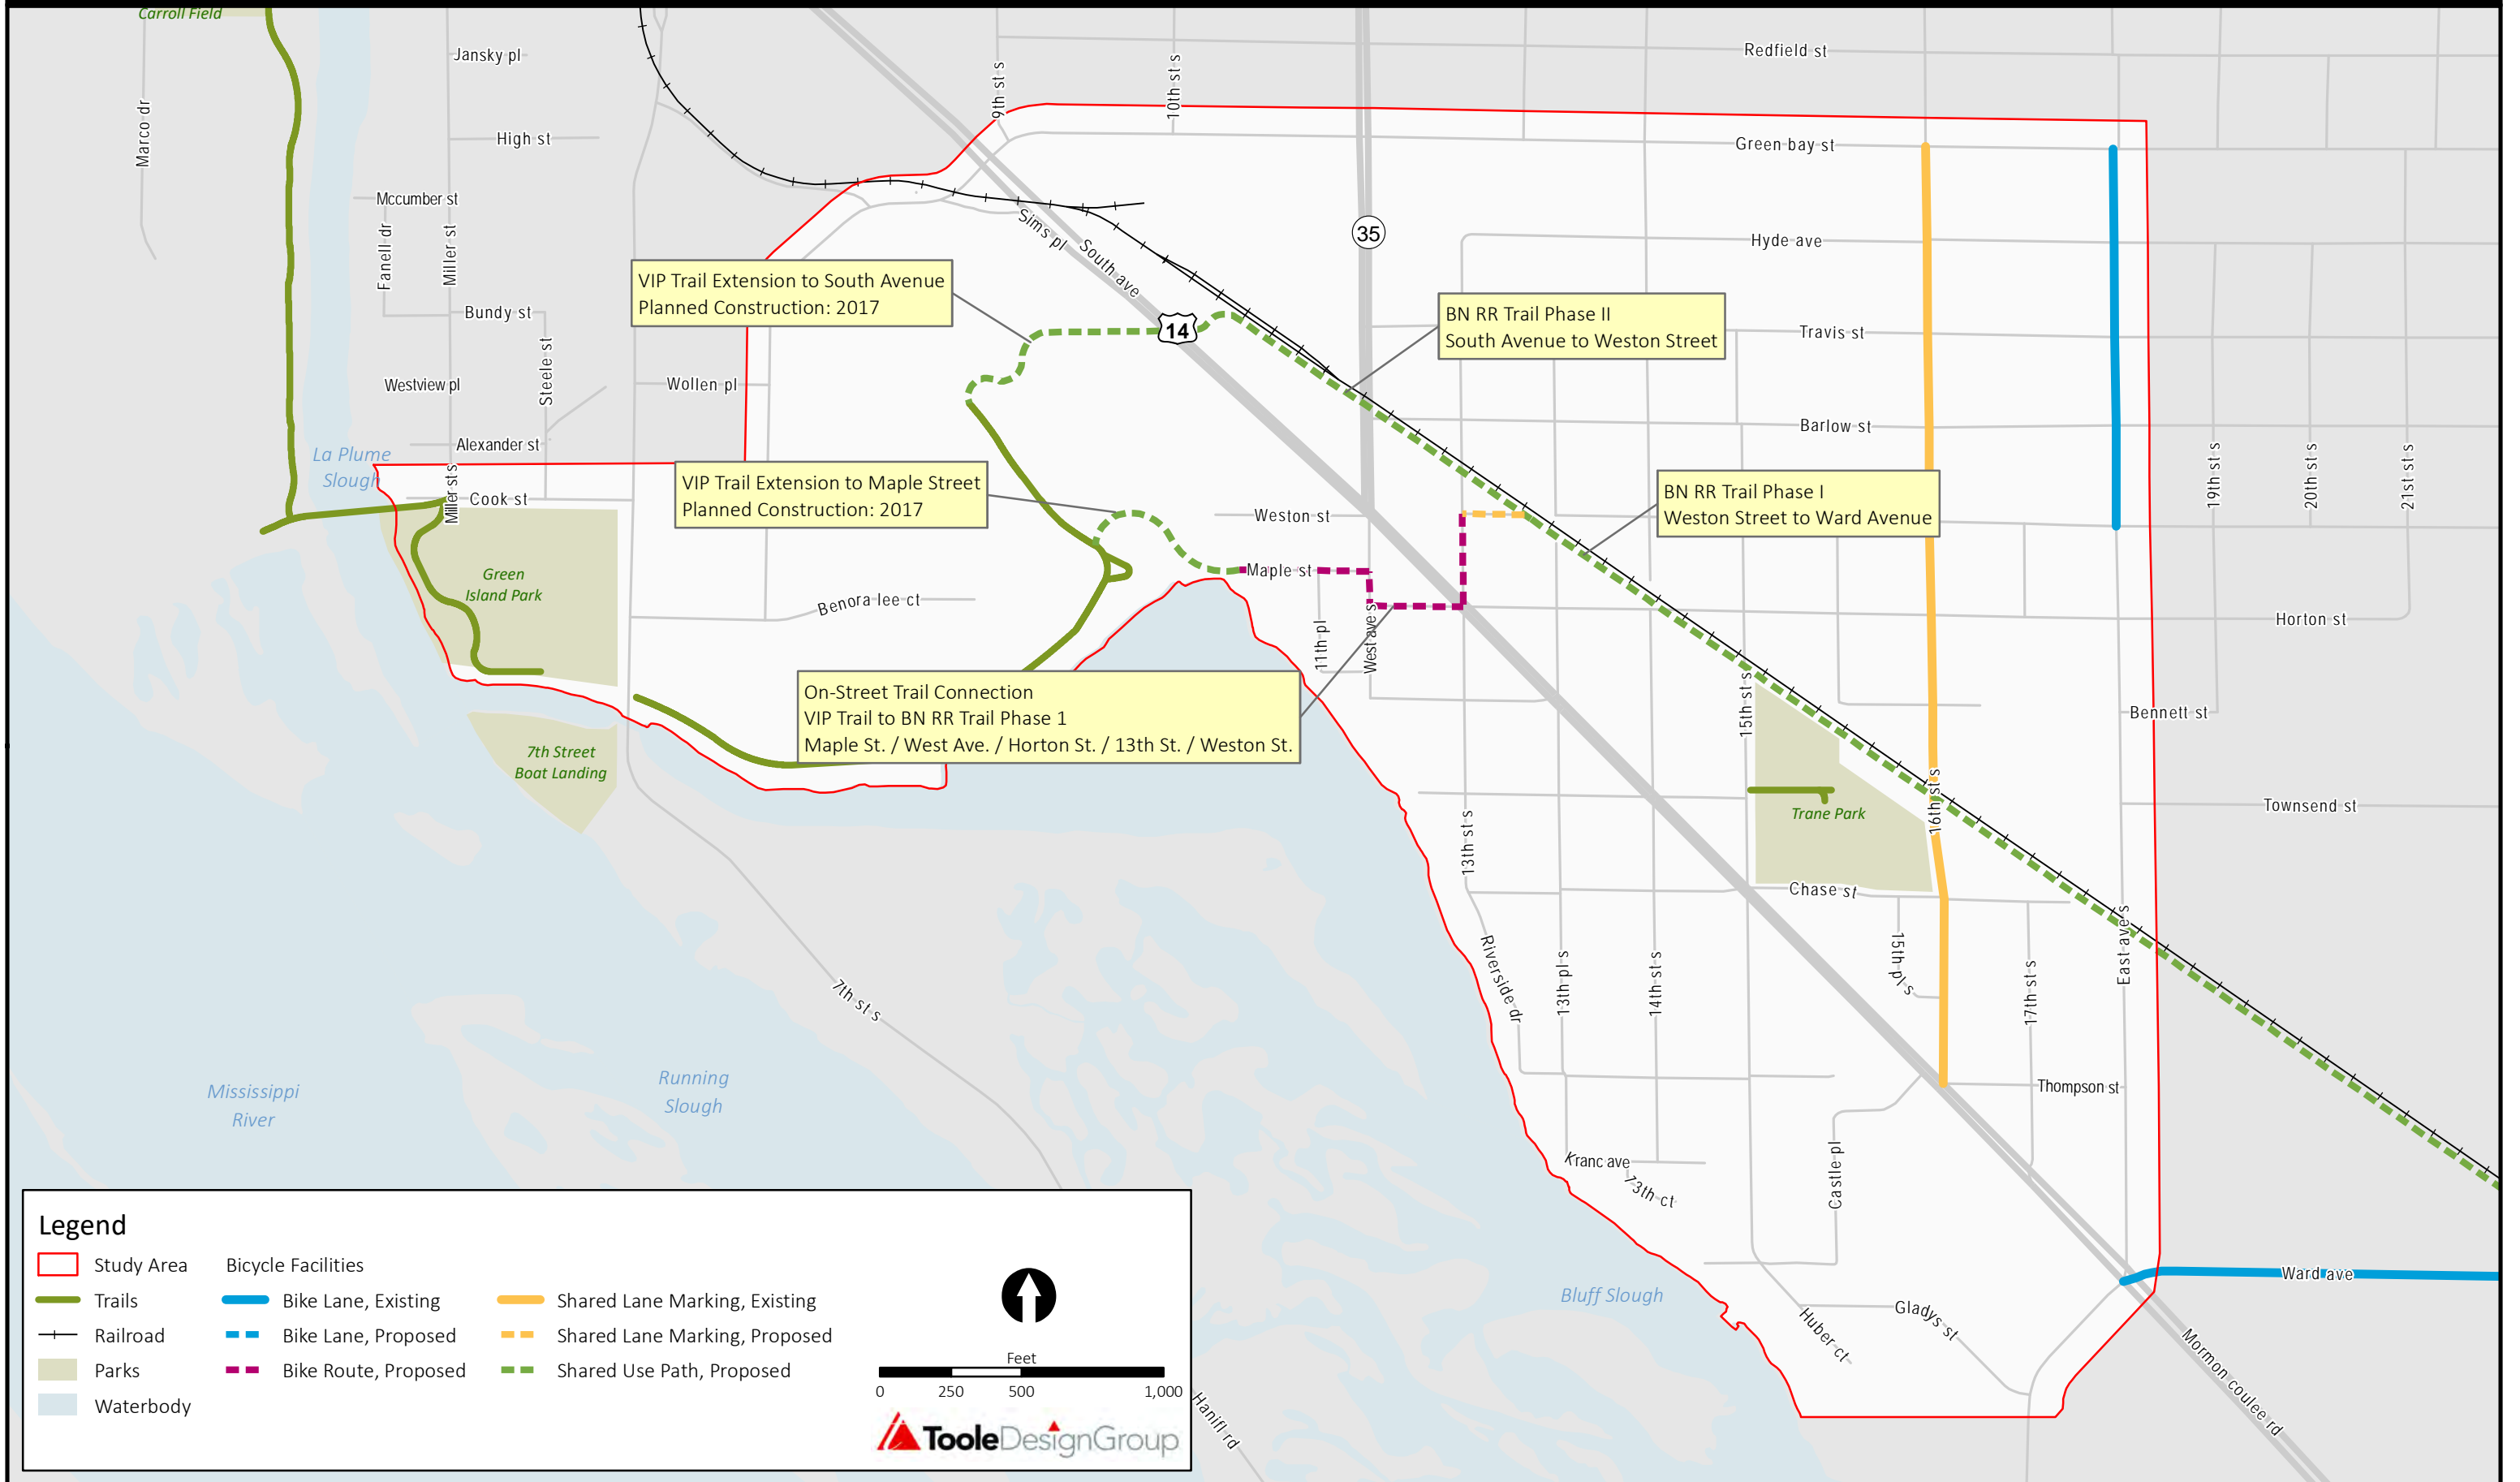 Carroll Field
Jansky pl
Redfield st
9th st s
10th st s
Marco dr
High st
Green bay st
Mccumber st
Fanell dr
Miller st
Sims pl
South ave
35
Hyde ave
VIP Trail Extension to South Avenue
Planned Construction: 2017
Bundy st
14
BN RR Trail Phase II
South Avenue to Weston Street
Travis st
Steele st
Westview pl
Wollen pl
Barlow st
Alexander st
La Plume
Slough
Miller st s
Cook st
VIP Trail Extension to Maple Street
Planned Construction: 2017
Weston st
BN RR Trail Phase I
Weston Street to Ward Avenue
19th st s
20th st s
21st st s
Green
Island Park
Maple st
Benora lee ct
11th pl
West ave s
Horton st
On-Street Trail Connection
VIP Trail to BN RR Trail Phase 1
Maple St. / West Ave. / Horton St. / 13th St. / Weston St.
15th st s
Bennett st
7th Street
Boat Landing
16th st s
Trane Park
Townsend st
13th st s
Chase st
Riverside dr
13th pl s
14th st s
15th pl s
17th st s
East ave s
7th st s
Mississippi
River
Running
Slough
Thompson st
Kranc ave
13th ct
Castle pl
Ward ave
Bluff Slough
Gladys st
Huber ct
Mormon coulee rd
Hanifl rd
Legend
Study Area
Bicycle Facilities
Trails
Bike Lane, Existing
Shared Lane Marking, Existing
Railroad
Bike Lane, Proposed
Shared Lane Marking, Proposed
Parks
Bike Route, Proposed
Shared Use Path, Proposed
Waterbody
Feet
0 250 500 1,000
TooleDesignGroup